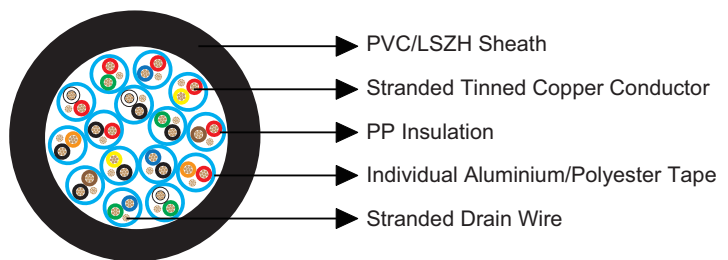 PVC/LSZH Sheath
Stranded Tinned Copper Conductor
PP Insulation
Individual Aluminium/Polyester Tape
Stranded Drain Wire